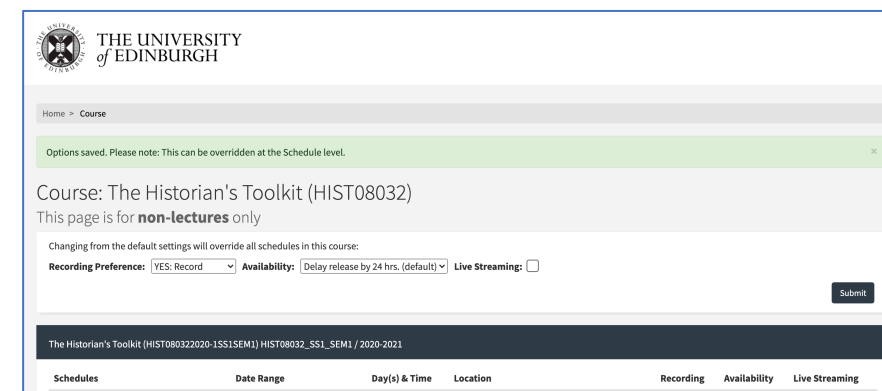 THE UNIVERSITY
of EDINBURGH
Home > Course
Options saved. Please note: This can be overridden at the Schedule level. ×
Course: The Historian's Toolkit (HIST08032)
This page is for non-lectures only
Changing from the default settings will override all schedules in this course:
Recording Preference: YES: Record Availability: Delay release by 24 hrs. (default) Live Streaming:
Submit
The Historian's Toolkit (HIST080322020-1SS1SEM1) HIST08032_SS1_SEM1 / 2020-2021
Schedules Date Range Day(s) & Time Location Recording Availability Live Streaming